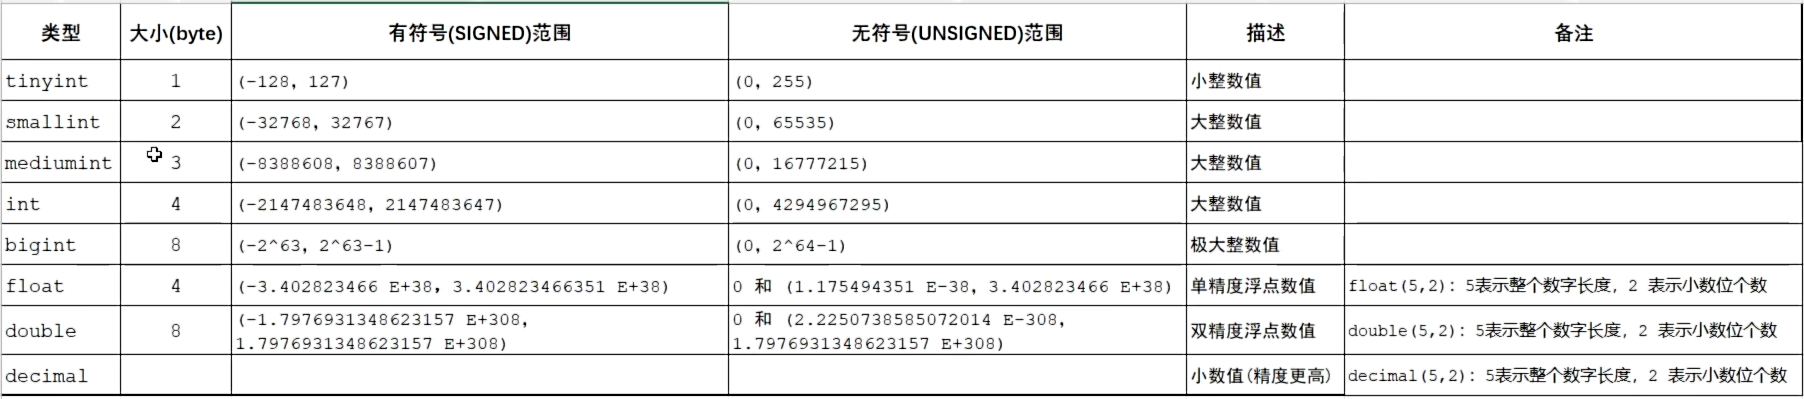 类型 大小(byte) 有符号(SIGNED)范围 无符号(UNSIGNED)范围 描述 备注
tinyint 1 (-128, 127) (0, 255) 小整数值
smallint 2 (-32768, 32767) (0, 65535) 大整数值
mediumint 3 (-8388608, 8388607) (0, 16777215) 大整数值
int 4 (-2147483648, 2147483647) (0, 4294967295) 大整数值
bigint 8 (-2^63, 2^63-1) (0, 2^64-1) 极大整数值
float 4 (-3.402823466 E+38, 3.402823466351 E+38) 0 和 (1.175494351 E-38, 3.402823466 E+38) 单精度浮点数值 float(5,2): 5表示整个数字长度, 2 表示小数位个数
double 8 (-1.7976931348623157 E+308, 1.7976931348623157 E+308) 0 和 (2.2250738585072014 E-308, 1.7976931348623157 E+308) 双精度浮点数值 double(5,2): 5表示整个数字长度, 2 表示小数位个数
decimal 小数值(精度更高) decimal(5,2): 5表示整个数字长度, 2 表示小数位个数